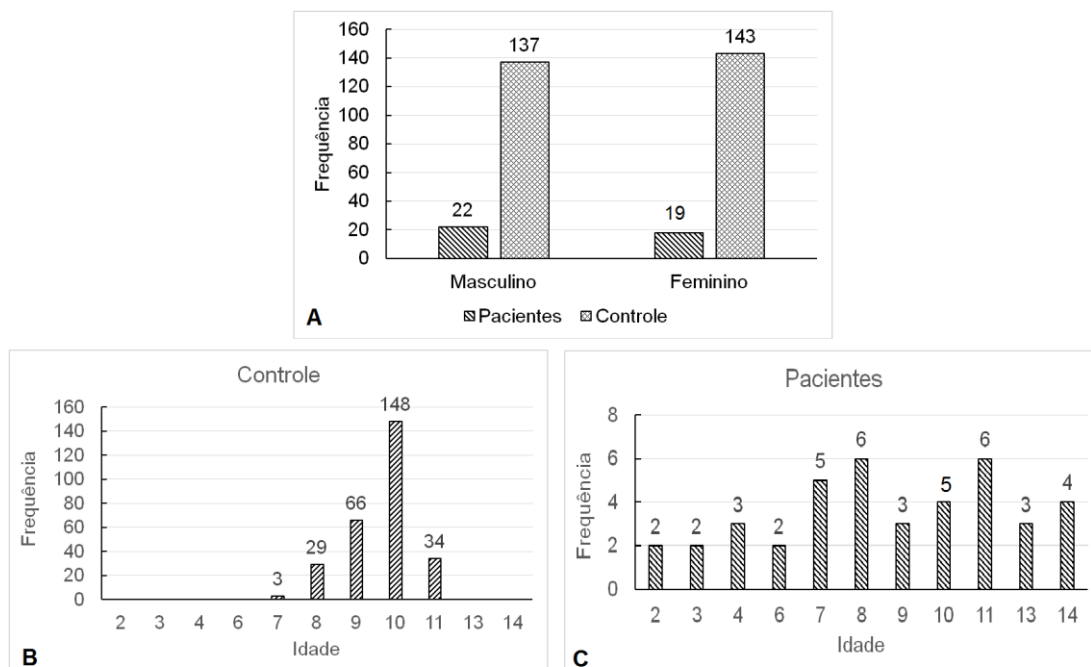 160
140
120
100
80
60
40
20
0
Frequência
22
137
19
143
Masculino Feminino
Pacientes Controle
A
Controle
160
140
120
100
80
60
40
20
0
Frequência
3
29
66
148
34
2 3 4 6 7 8 9 10 11 13 14
Idade
B
Pacientes
8
6
4
2
0
Frequência
2 2 3 2 5 6 3 5 6 3 4
2 3 4 6 7 8 9 10 11 13 14
Idade
C